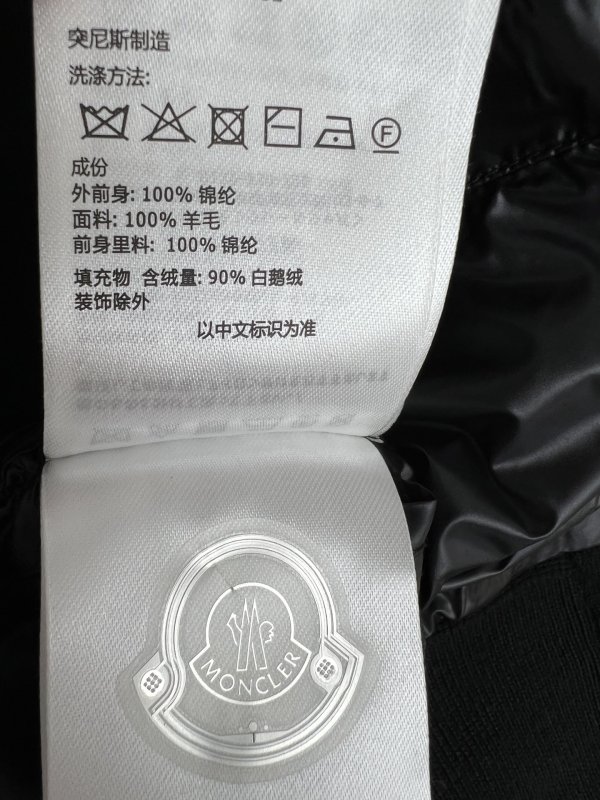 突尼斯制造
洗涤方法:
F
成份
外前身: 100% 锦纶
面料: 100% 羊毛
前身里料: 100% 锦纶
填充物 含绒量: 90% 白鹅绒
装饰除外
以中文标识为准
MONCLER